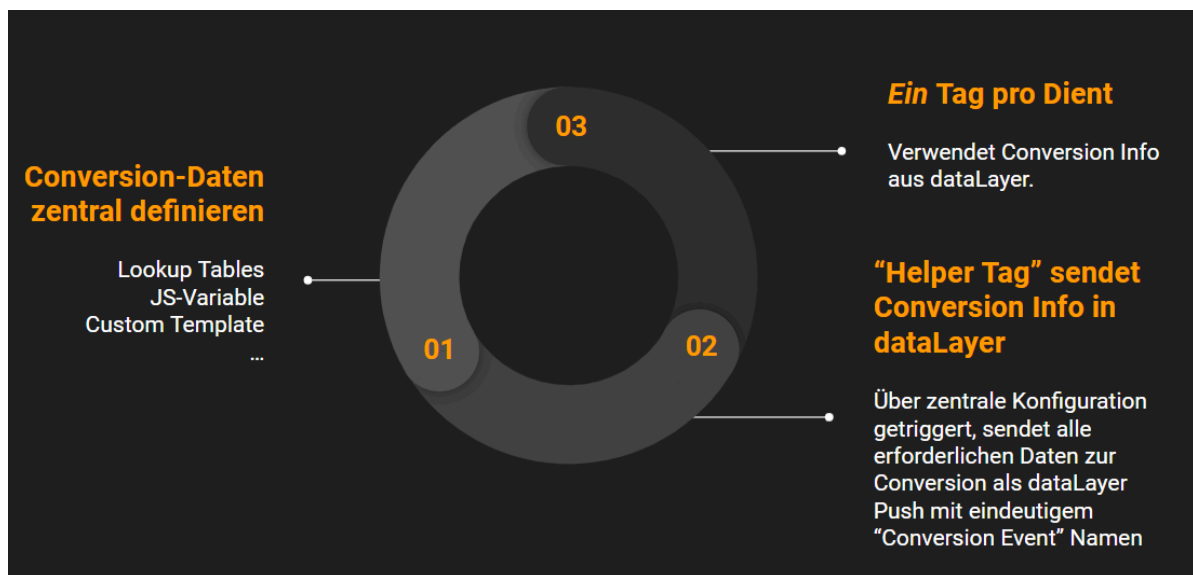 Conversion-Daten
zentral definieren
Lookup Tables
JS-Variable
Custom Template
...
01
02
03
Ein Tag pro Dient
Verwendet Conversion Info
aus dataLayer.
“Helper Tag” sendet
Conversion Info in
dataLayer
Über zentrale Konfiguration
getriggert, sendet alle
erforderlichen Daten zur
Conversion als dataLayer
Push mit eindeutigem
“Conversion Event” Namen